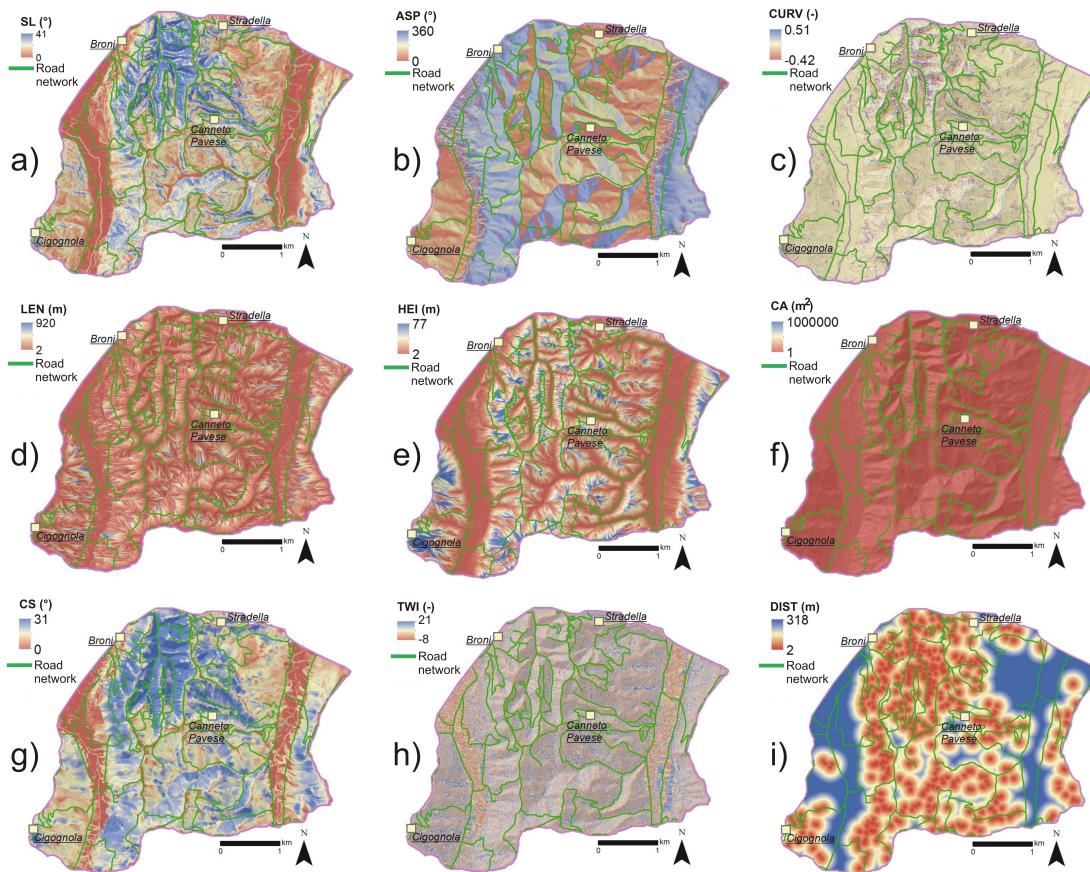 SL (°)
41
0
Road
network
Broni
Stradella
Canneto
Pavese
Cigognola
a)
0 1
km
N
ASP (°)
360
0
Road
network
Broni
Stradella
Canneto
Pavese
Cigognola
b)
0 1
km
N
CURV (-)
0.51
-0.42
Road
network
Broni
Stradella
Canneto
Pavese
Cigognola
c)
0 1
km
N
LEN (m)
920
2
Road
network
Broni
Stradella
Canneto
Pavese
Cigognola
d)
0 1
km
N
HEI (m)
77
2
Road
network
Broni
Stradella
Canneto
Pavese
Cigognola
e)
0 1
km
N
CA (m²)
1000000
1
Road
network
Broni
Stradella
Canneto
Pavese
Cigognola
f)
0 1
km
N
CS (°)
31
0
Road
network
Broni
Stradella
Canneto
Pavese
Cigognola
g)
0 1
km
N
TWI (-)
21
-8
Road
network
Broni
Stradella
Canneto
Pavese
Cigognola
h)
0 1
km
N
DIST (m)
318
2
Road
network
Broni
Stradella
Canneto
Pavese
Cigognola
i)
0 1
km
N